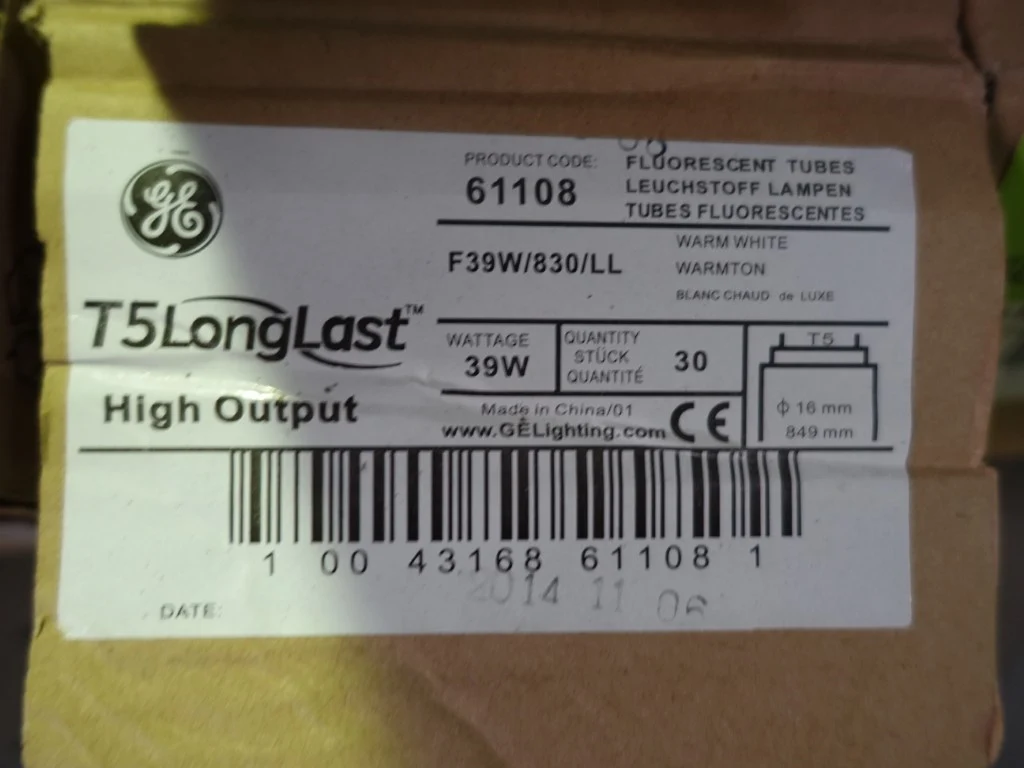 GE
T5LongLast™
High Output
PRODUCT CODE:
61108
FLUORESCENT TUBES
LEUCHSTOFF LAMPEN
TUBES FLUORESCENTES
F39W/830/LL
WARM WHITE
WARMTON
BLANC CHAUD de LUXE
WATTAGE
39W
QUANTITY
STÜCK
QUANTITÉ
30
T5
ϕ 16 mm
849 mm
Made in China/01
www.GELighting.com
CE
1 00 43168 61108 1
2014 11 06
DATE: